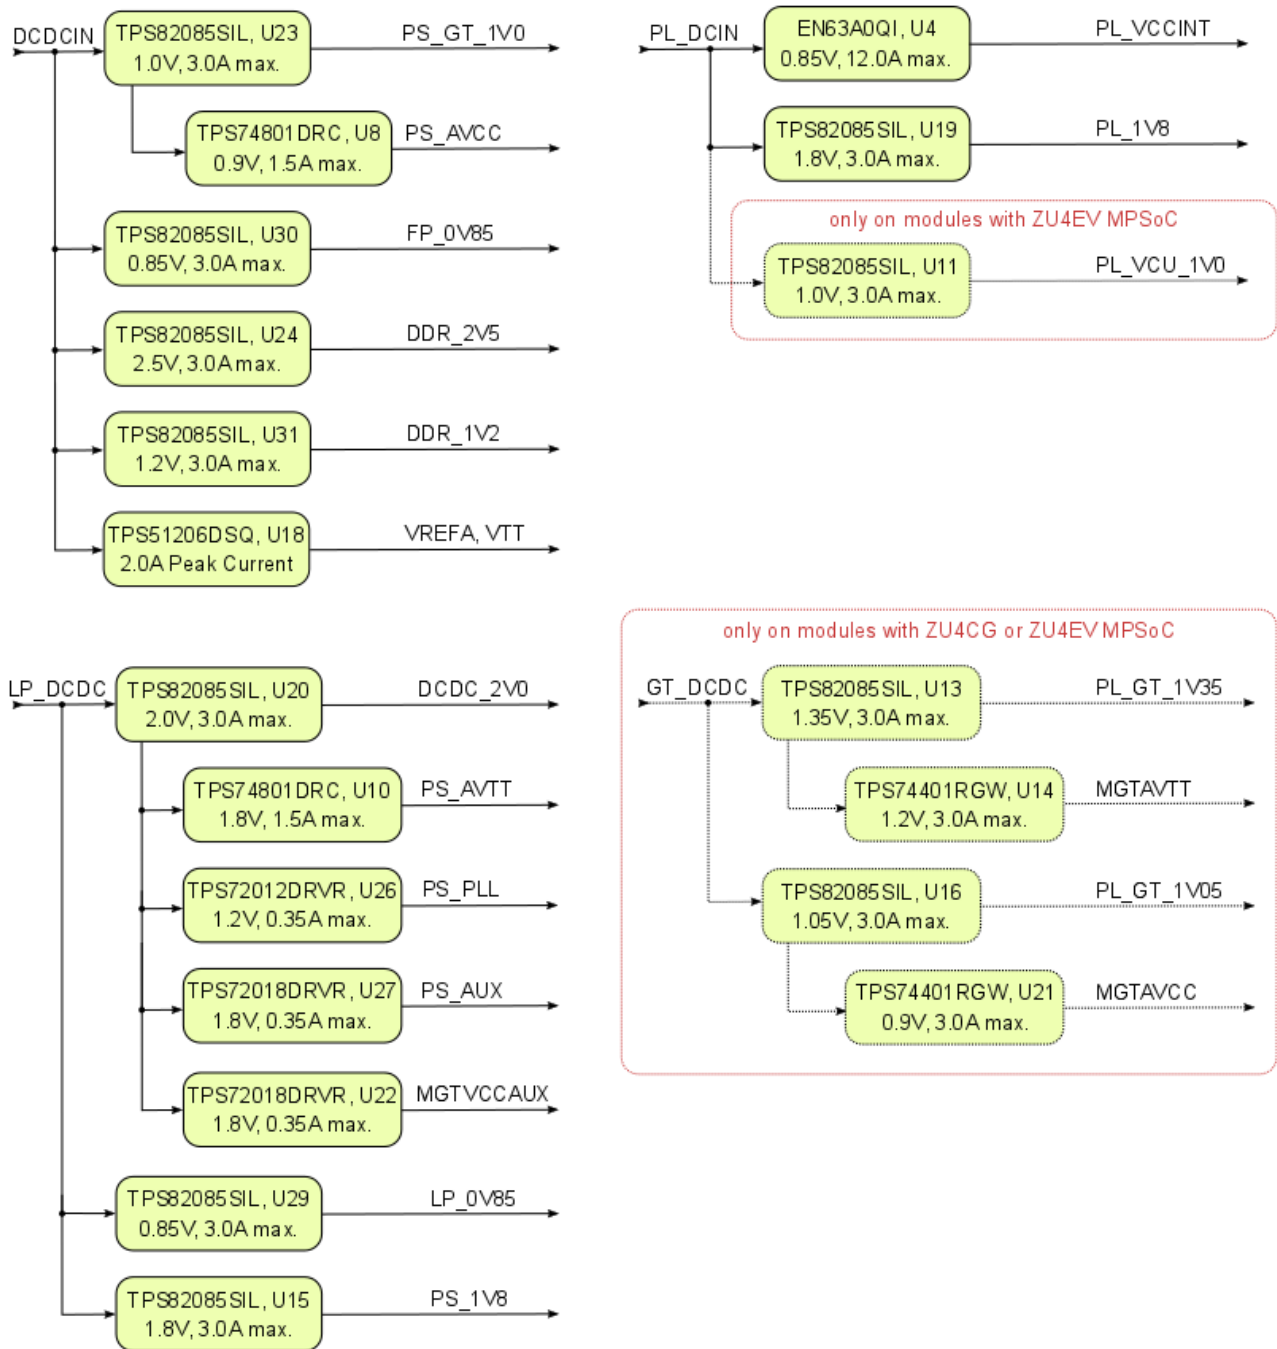 DCDCIN
TPS82085SIL, U23
1.0V, 3.0A max.
PS_GT_1V0
TPS74801DRC, U8
0.9V, 1.5A max.
PS_AVCC
TPS82085SIL, U30
0.85V, 3.0A max.
FP_0V85
TPS82085SIL, U24
2.5V, 3.0A max.
DDR_2V5
TPS82085SIL, U31
1.2V, 3.0A max.
DDR_1V2
TPS51206DSQ, U18
2.0A Peak Current
VREFA, VTT
PL_DCIN
EN63A0QI, U4
0.85V, 12.0A max.
PL_VCCINT
TPS82085SIL, U19
1.8V, 3.0A max.
PL_1V8
only on modules with ZU4EV MPSoC
TPS82085SIL, U11
1.0V, 3.0A max.
PL_VCU_1V0
LP_DCDC
TPS82085SIL, U20
2.0V, 3.0A max.
DCDC_2V0
TPS74801DRC, U10
1.8V, 1.5A max.
PS_AVTT
TPS72012DRVR, U26
1.2V, 0.35A max.
PS_PLL
TPS72018DRVR, U27
1.8V, 0.35A max.
PS_AUX
TPS72018DRVR, U22
1.8V, 0.35A max.
MGTVCCAUX
TPS82085SIL, U29
0.85V, 3.0A max.
LP_0V85
TPS82085SIL, U15
1.8V, 3.0A max.
PS_1V8
only on modules with ZU4CG or ZU4EV MPSoC
GT_DCDC
TPS82085SIL, U13
1.35V, 3.0A max.
PL_GT_1V35
TPS74401RGW, U14
1.2V, 3.0A max.
MGTAVTT
TPS82085SIL, U16
1.05V, 3.0A max.
PL_GT_1V05
TPS74401RGW, U21
0.9V, 3.0A max.
MGTAVCC